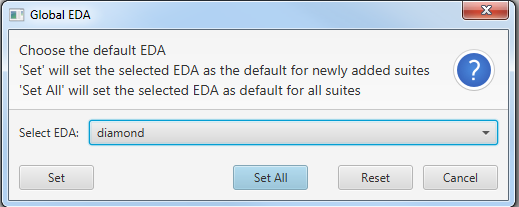 Global EDA
Choose the default EDA
'Set' will set the selected EDA as the default for newly added suites
'Set All' will set the selected EDA as default for all suites
?
Select EDA: diamond
Set Set All Reset Cancel